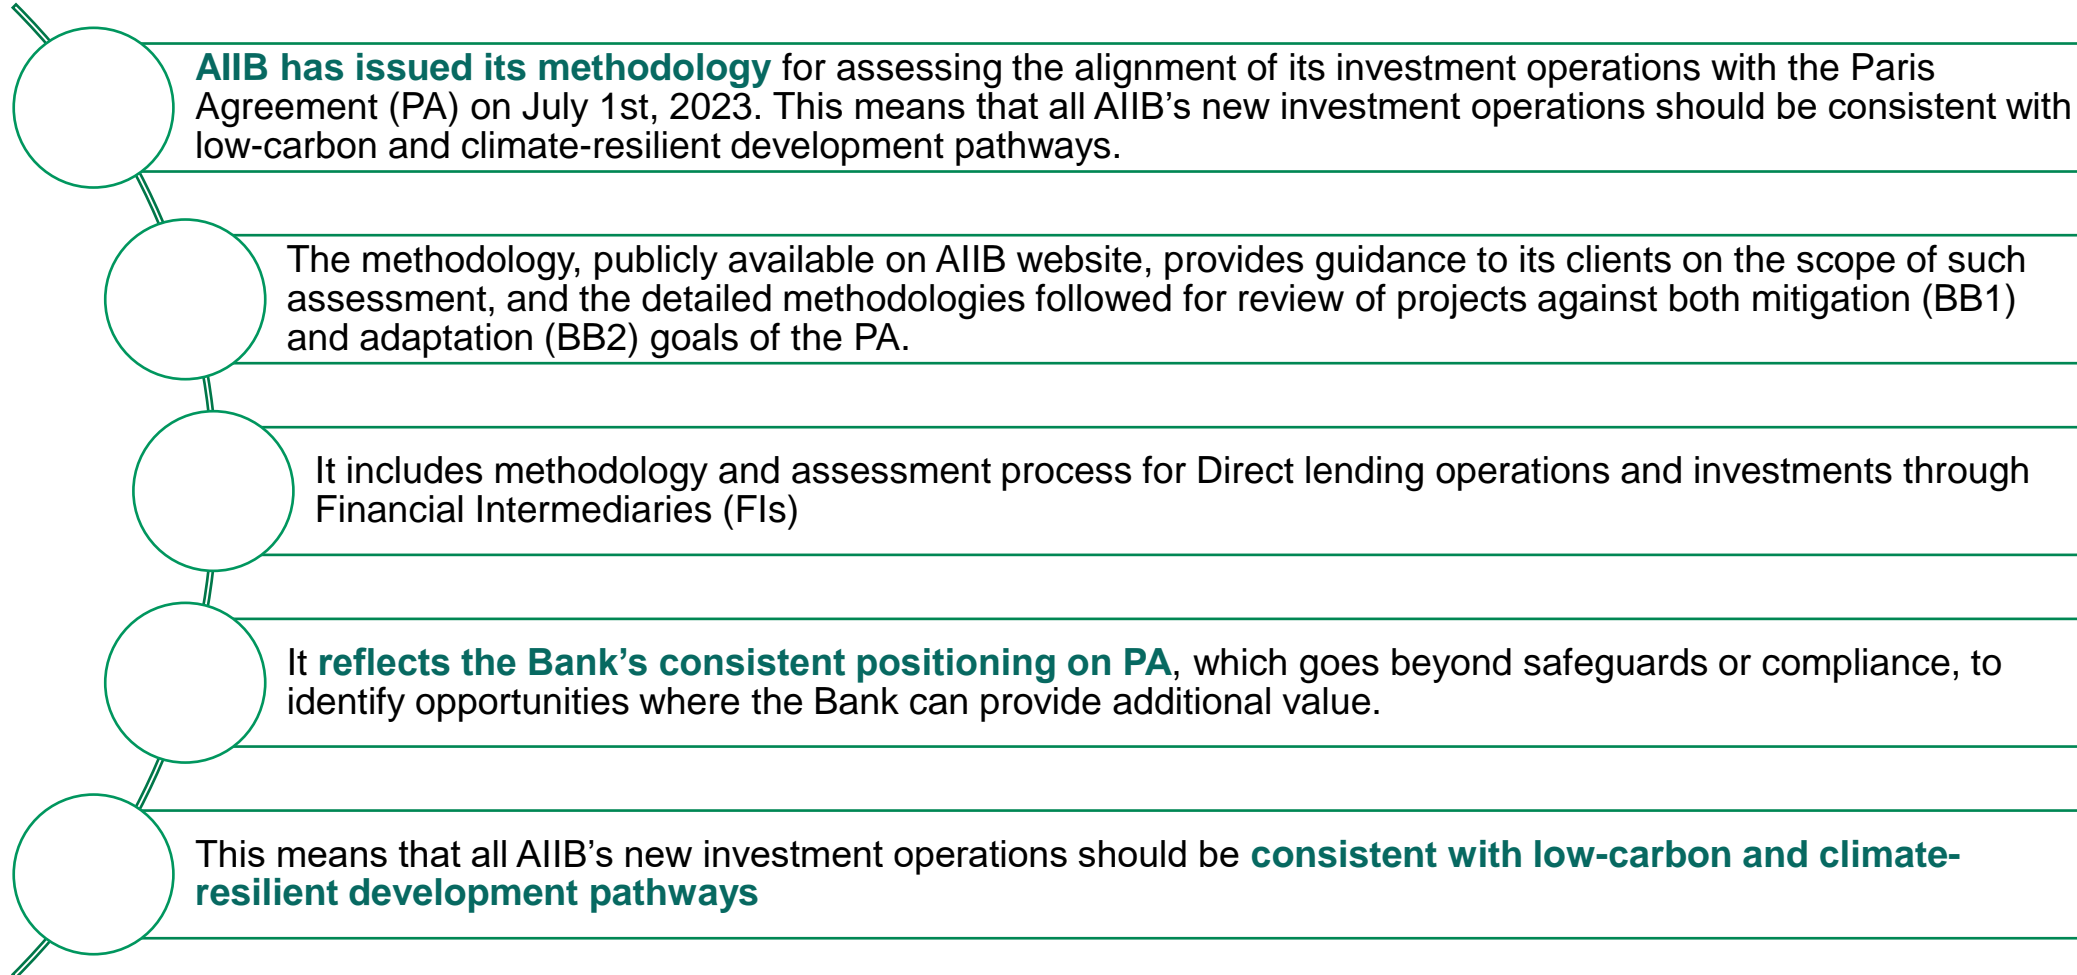 AIIB has issued its methodology for assessing the alignment of its investment operations with the Paris
Agreement (PA) on July 1st, 2023. This means that all AIIB’s new investment operations should be consistent with
low-carbon and climate-resilient development pathways.
The methodology, publicly available on AIIB website, provides guidance to its clients on the scope of such
assessment, and the detailed methodologies followed for review of projects against both mitigation (BB1)
and adaptation (BB2) goals of the PA.
It includes methodology and assessment process for Direct lending operations and investments through
Financial Intermediaries (FIs)
It reflects the Bank’s consistent positioning on PA, which goes beyond safeguards or compliance, to
identify opportunities where the Bank can provide additional value.
This means that all AIIB’s new investment operations should be consistent with low-carbon and climate-
resilient development pathways